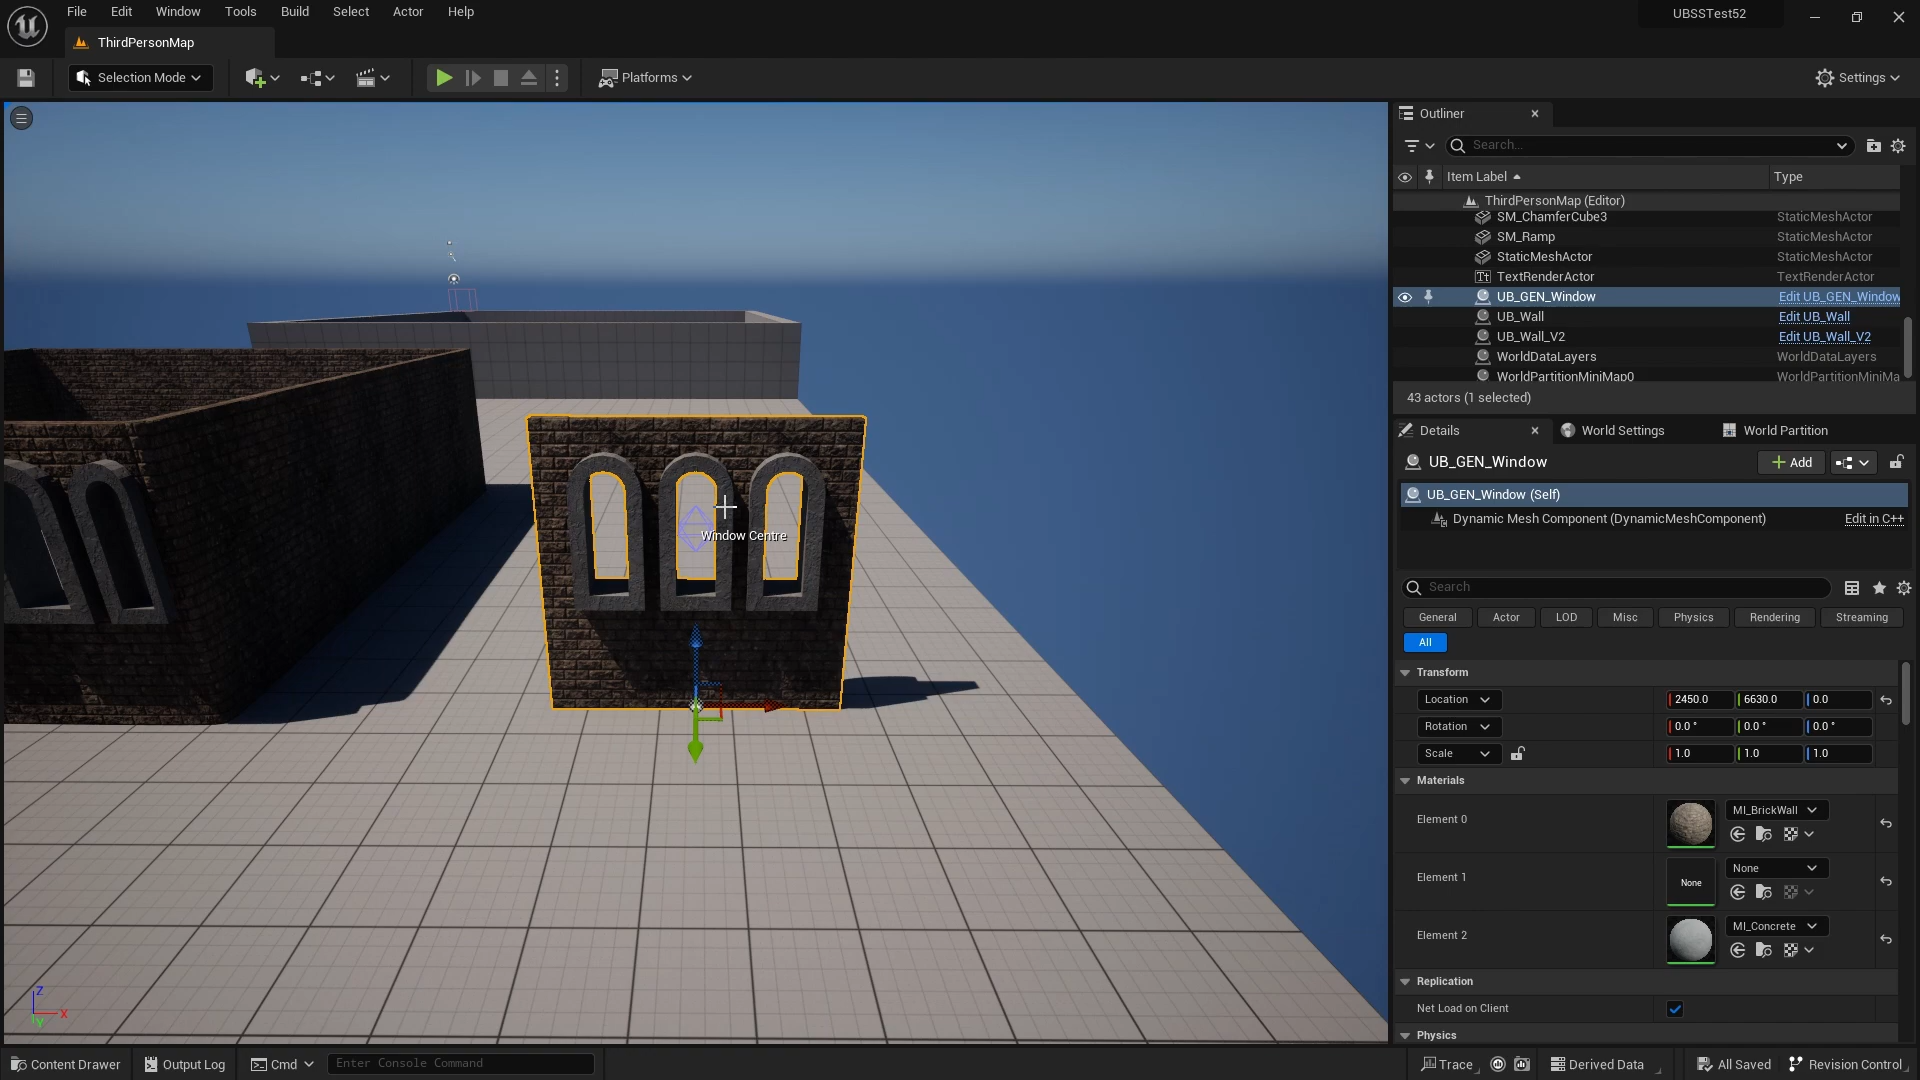 File Edit Window Tools Build Select Actor Help
UBSSTest52
ThirdPersonMap
Selection Mode
Platforms
Settings
Outliner
Search...
Item Label Type
ThirdPersonMap (Editor)
SM_ChamferCube3 StaticMeshActor
SM_Ramp StaticMeshActor
StaticMeshActor StaticMeshActor
TextRenderActor TextRenderActor
UB_GEN_Window Edit UB_GEN_Window
UB_Wall Edit UB_Wall
UB_Wall_V2 Edit UB_Wall_V2
WorldDataLayers WorldDataLayers
WorldPartitionMiniMap0 WorldPartitionMiniMa
43 actors (1 selected)
Details World Settings World Partition
UB_GEN_Window Add
UB_GEN_Window (Self)
Dynamic Mesh Component (DynamicMeshComponent) Edit in C++
Search
General Actor LOD Misc Physics Rendering Streaming
All
Transform
Location 2450.0 6630.0 0.0
Rotation 0.0 ° 0.0 ° 0.0 °
Scale 1.0 1.0 1.0
Materials
Element 0 MI_BrickWall
Element 1 None None
Element 2 MI_Concrete
Replication
Net Load on Client
Physics
Window Centre
Z
X
Y
Content Drawer Output Log Cmd Enter Console Command
Trace Derived Data All Saved Revision Control